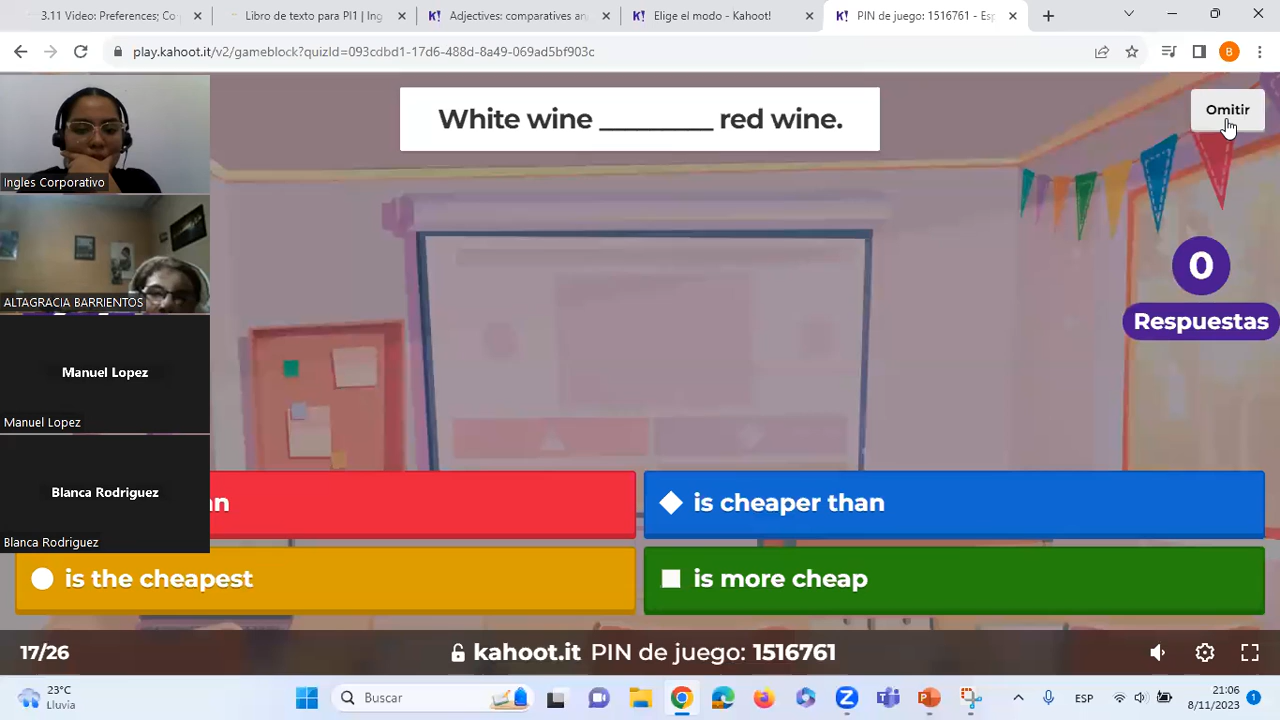 3.11 Video: Preferences; Co
Libro de texto para PI1 | Ing
Adjectives: comparatives an
Elige el modo - Kahoot!
PIN de juego: 1516761 - Esp
play.kahoot.it/v2/gameblock?quizId=093cdbd1-17d6-488d-8a49-069ad5bf903c
B
White wine _________ red wine.
Omitir
Ingles Corporativo
0
Respuestas
ALTAGRACIA BARRIENTOS
Manuel Lopez
Manuel Lopez
Blanca Rodriguez
Blanca Rodriguez
is cheaper than
is the cheapest
is more cheap
17/26
kahoot.it PIN de juego: 1516761
23°C
Lluvia
Buscar
ESP
21:06
8/11/2023
1